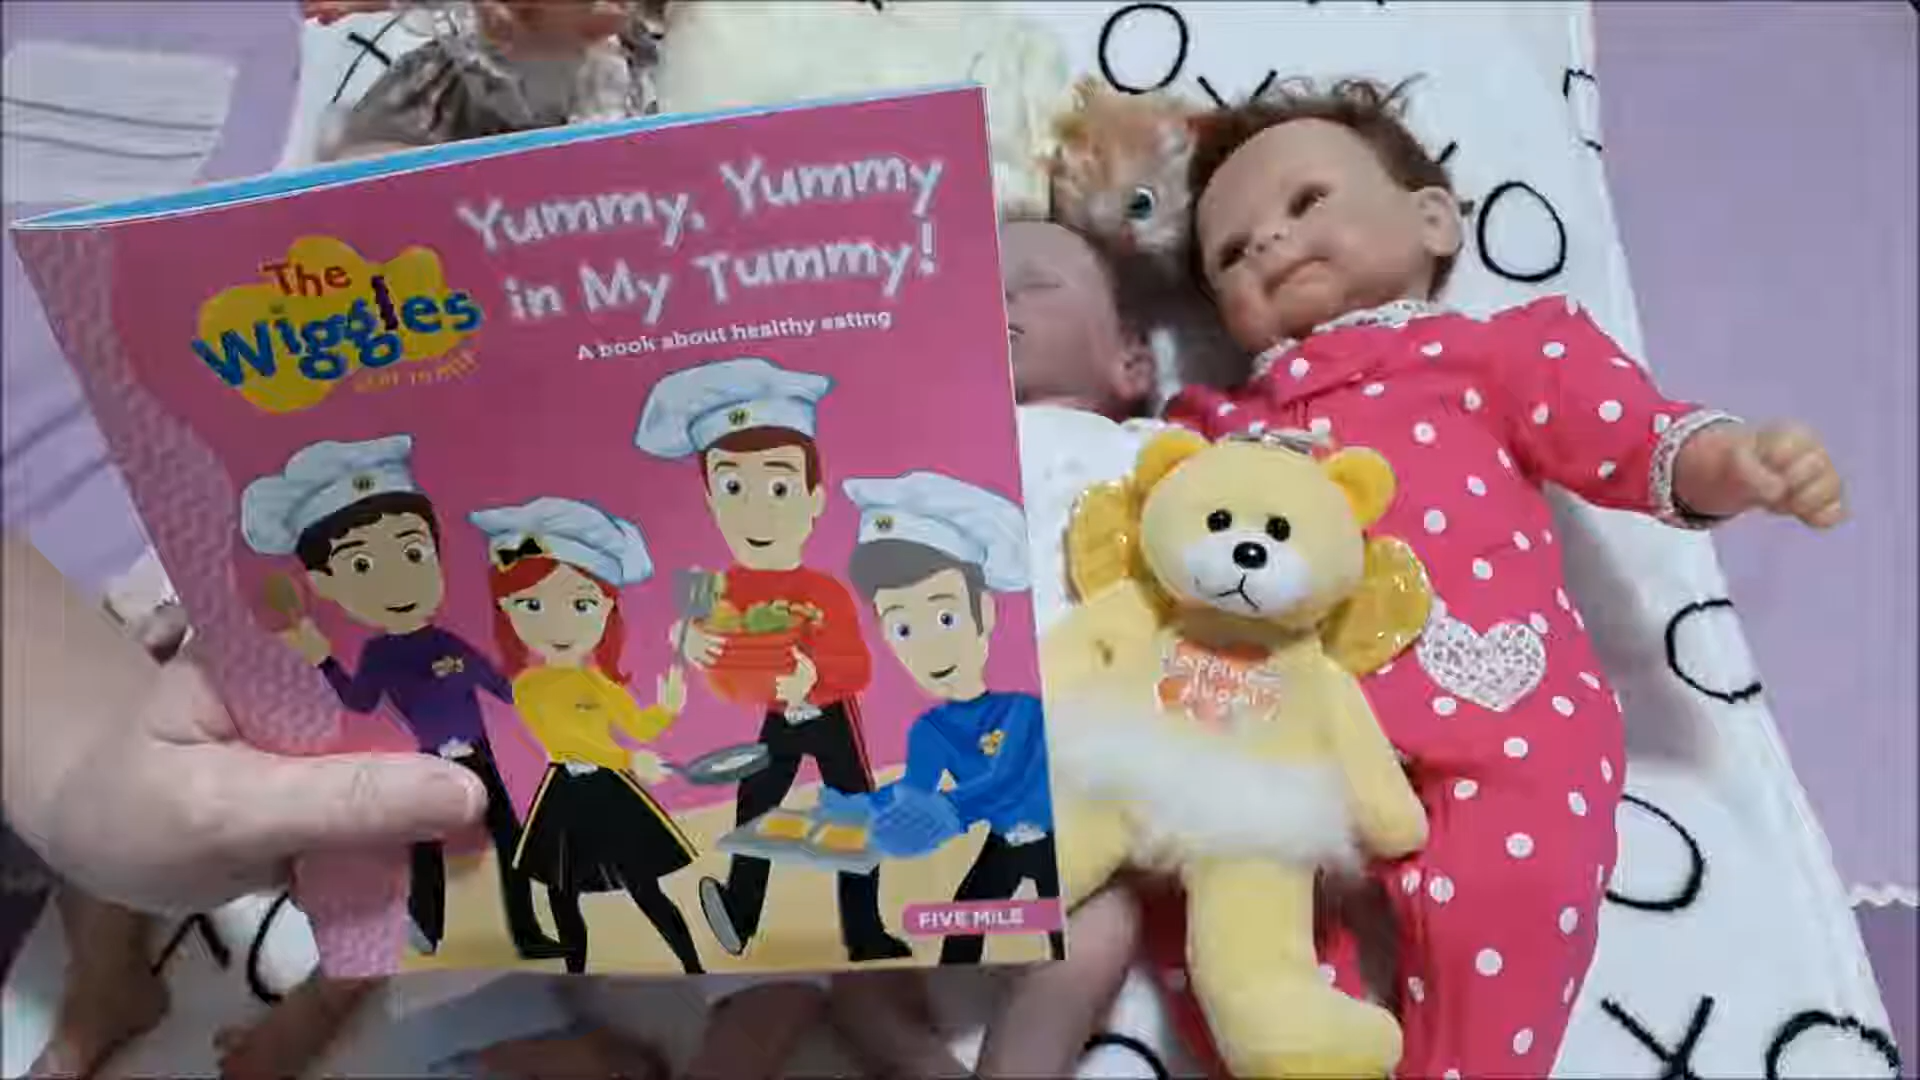 Yummy, Yummy
in My Tummy!
A book about healthy eating
The
Wiggles
FIVE MILE